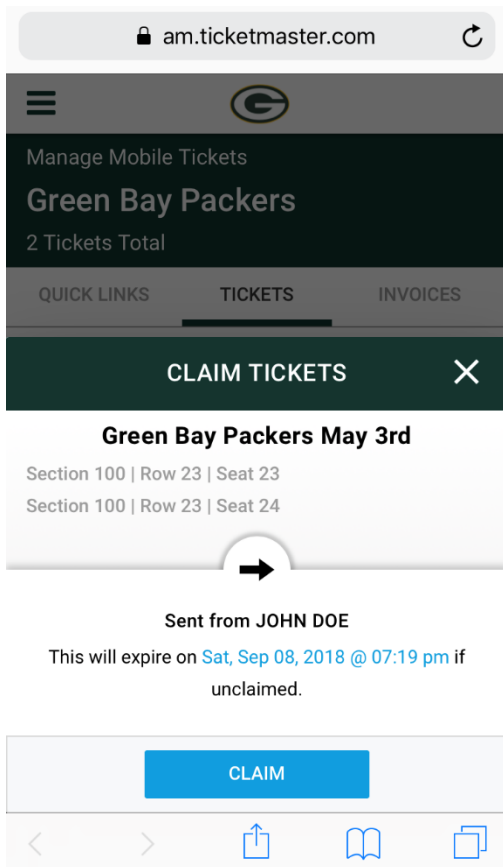 am.ticketmaster.com
G
Manage Mobile Tickets
Green Bay Packers
2 Tickets Total
QUICK LINKS TICKETS INVOICES
CLAIM TICKETS
Green Bay Packers May 3rd
Section 100 | Row 23 | Seat 23
Section 100 | Row 23 | Seat 24
Sent from JOHN DOE
This will expire on Sat, Sep 08, 2018 @ 07:19 pm if
unclaimed.
CLAIM